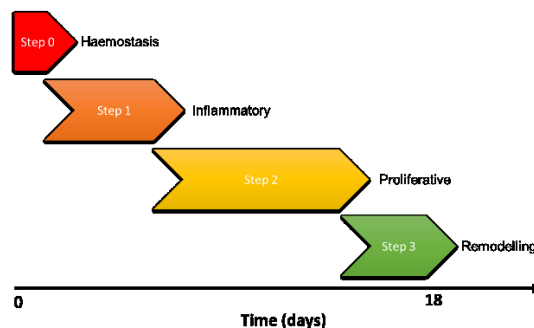 Step 0
Haemostasis
Step 1
Inflammatory
Step 2
Proliferative
Step 3
Remodelling
0
18
Time (days)